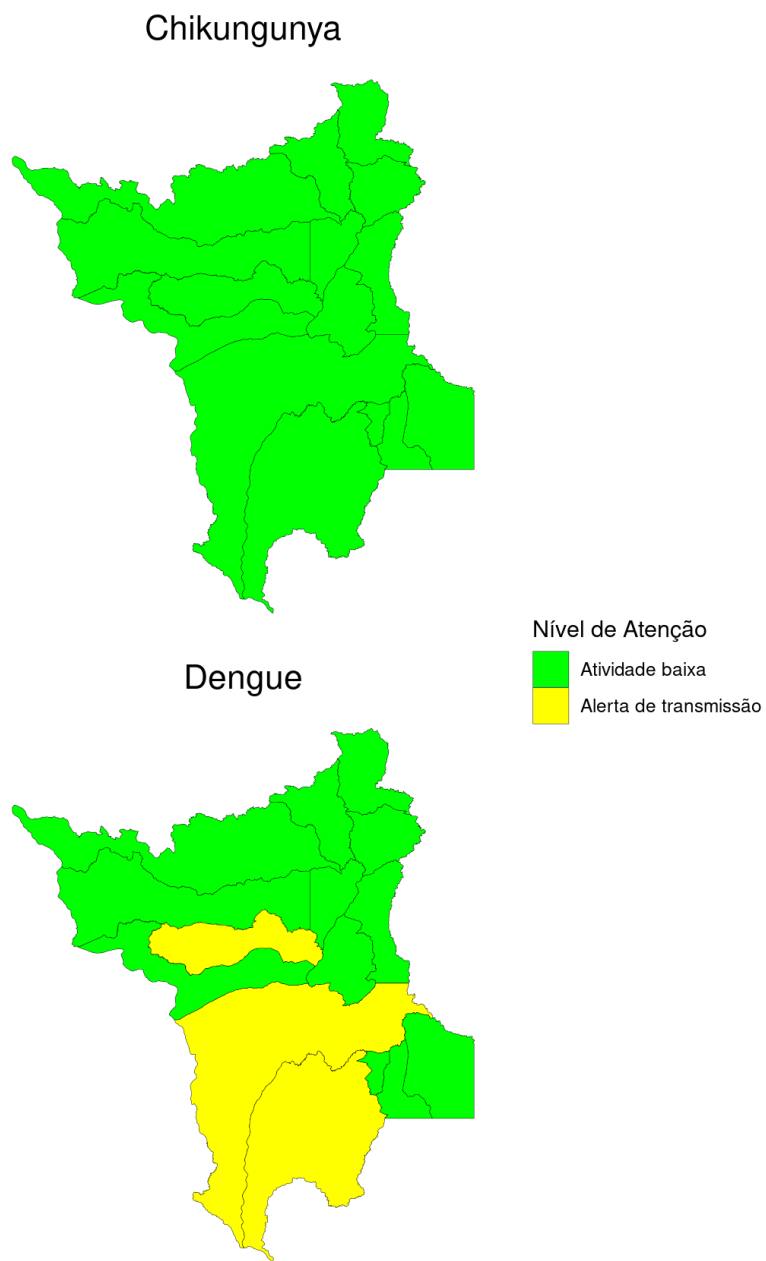 Chikungunya
Nível de Atenção
Atividade baixa
Alerta de transmissão
Dengue